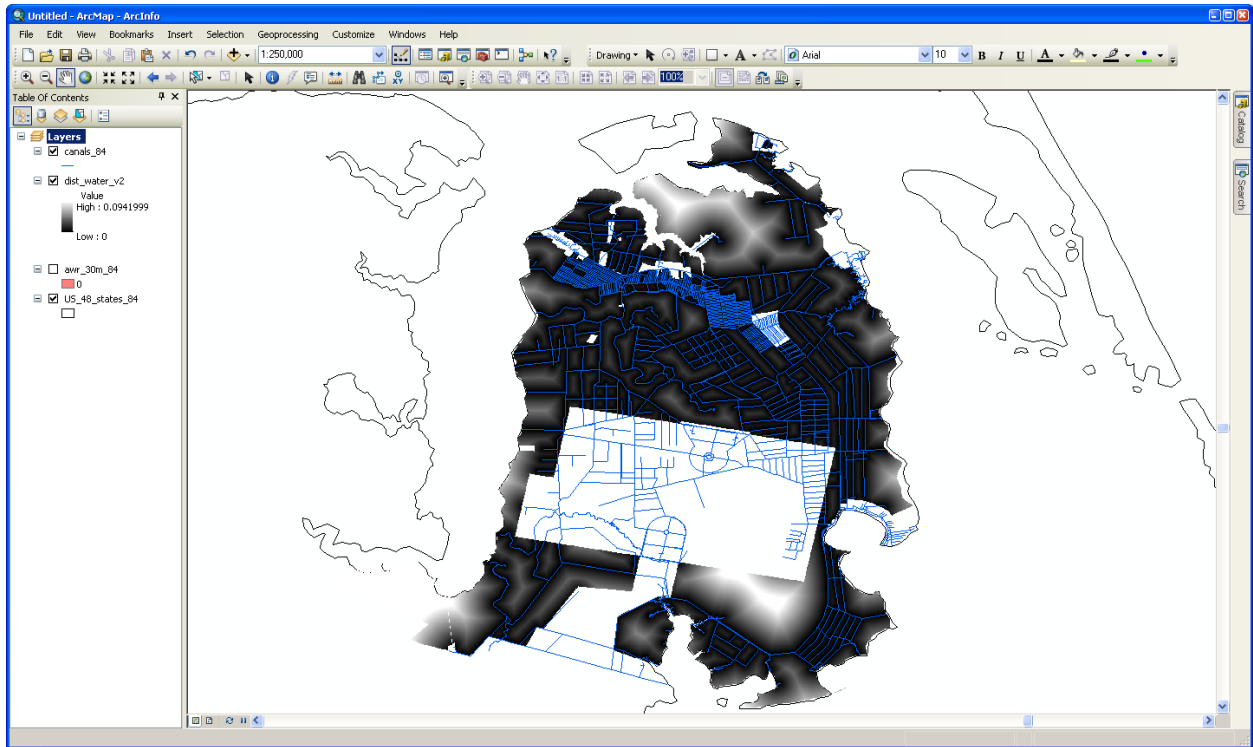 Untitled - ArcMap - ArcInfo
File Edit View Bookmarks Insert Selection Geoprocessing Customize Windows Help
1:250,000
Drawing
A
Arial
10
B I U A
100%
Table Of Contents
Layers
canals_84
dist_water_v2
Value
High : 0.0941999
Low : 0
awr_30m_84
0
US_48_states_84
Catalog
Search